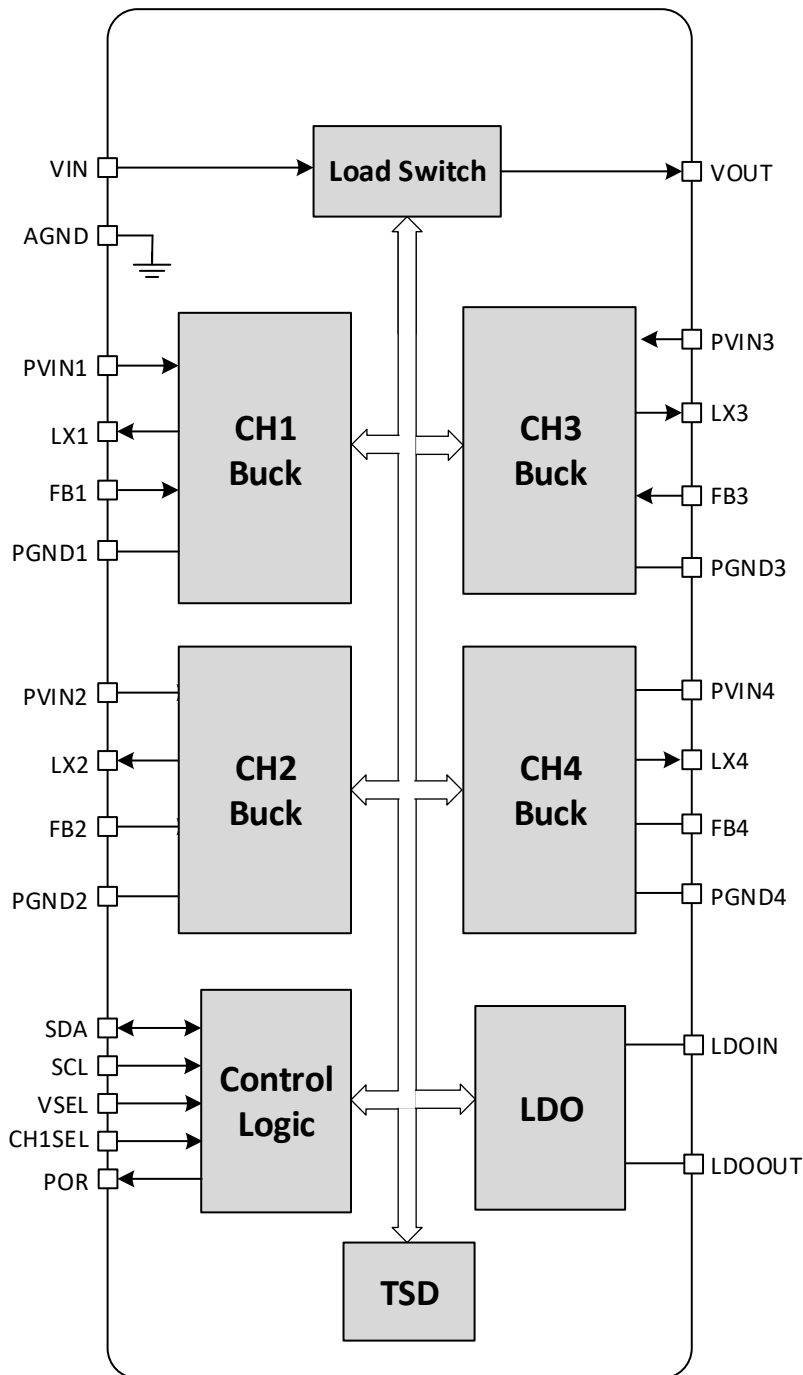 VIN
Load Switch
VOUT
AGND
PVIN1
LX1
FB1
PGND1
CH1
Buck
CH3
Buck
PVIN3
LX3
FB3
PGND3
PVIN2
LX2
FB2
PGND2
CH2
Buck
CH4
Buck
PVIN4
LX4
FB4
PGND4
SDA
SCL
VSEL
CH1SEL
POR
Control
Logic
LDO
LDOIN
LDOOUT
TSD